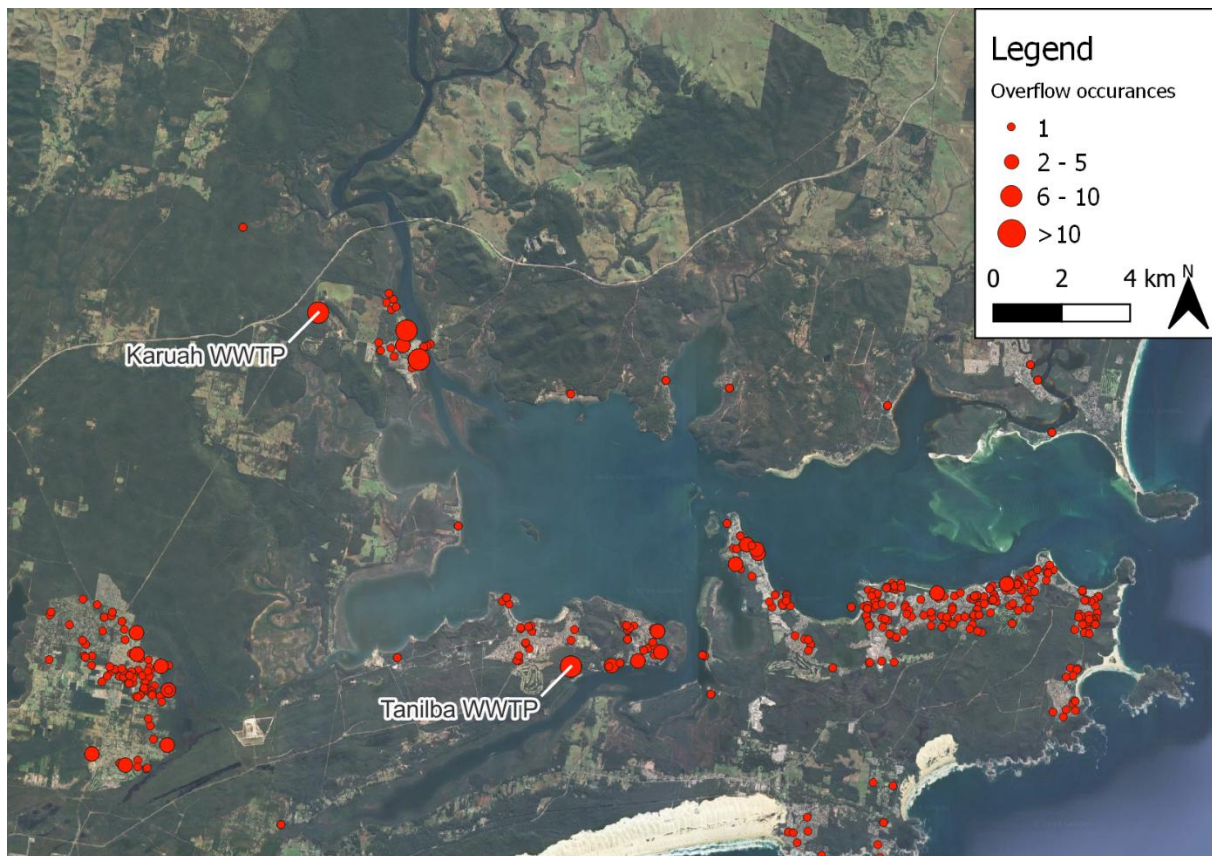 Legend
Overflow occurances
1
2 - 5
6 - 10
>10
0 2 4 km
N
Karuah WWTP
Tanilba WWTP